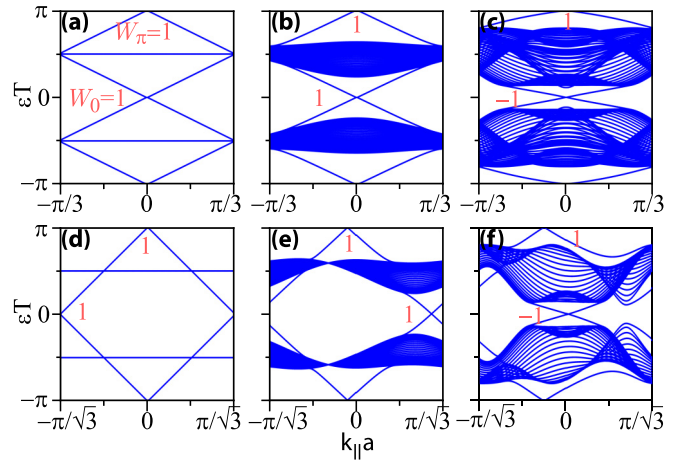 (a) (b) (c)
π
W_π=1 1 1
εT
0
W_0=1 1 −1
−π
−π/3 0 π/3 −π/3 0 π/3 −π/3 0 π/3
(d) (e) (f)
π
1 1 1
εT
0
1 1 −1
−π
−π/√3 0 π/√3 −π/√3 0 π/√3 −π/√3 0 π/√3
k_∥a